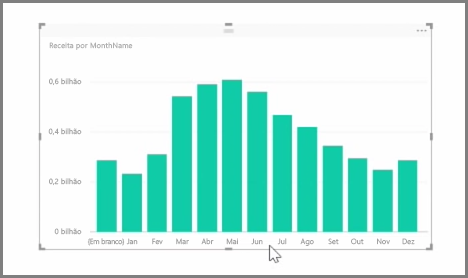 Receita por MonthName
0,6 bilhão
0,4 bilhão
0,2 bilhão
0 bilhão
(Em branco) Jan Fev Mar Abr Mai Jun Jul Ago Set Out Nov Dez